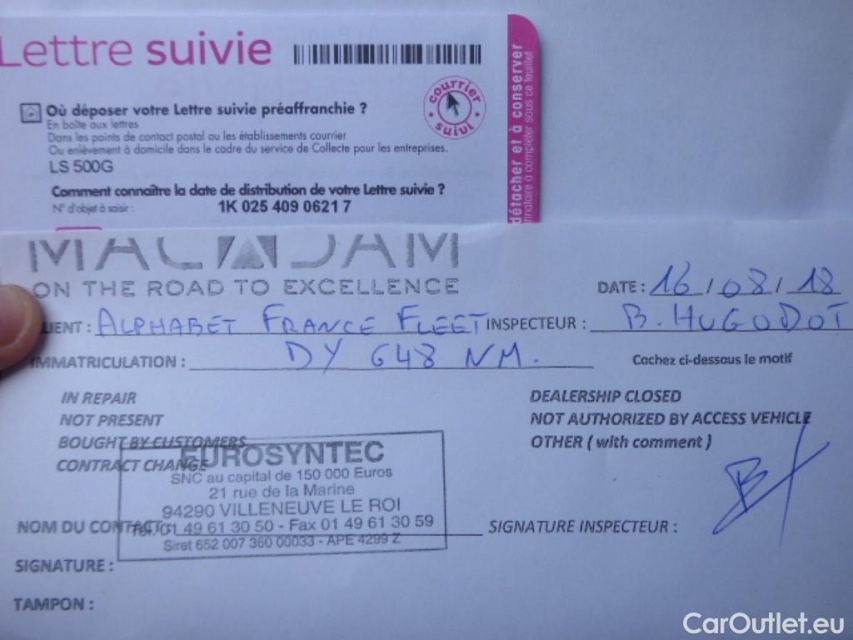 Lettre suivie
courrier suivi
Où déposer votre Lettre suivie préaffranchie ?
En boîte aux lettres
Dans les points de contact postal ou les établissements courrier
Ou enlèvement à domicile dans le cadre du service de Collecte pour les entreprises.
LS 500G
Comment connaître la date de distribution de votre Lettre suivie ?
N° d'objet à saisir : 1K 025 409 0621 7
détacher et à conserver
à compléter sous ce feuillet
MACADAM
ON THE ROAD TO EXCELLENCE
DATE : 16/08/18
IENT : ALPHABET FRANCE FLEET INSPECTEUR : B. HUGODOT
IMMATRICULATION : DY 648 NM.
Cochez ci-dessous le motif
IN REPAIR
DEALERSHIP CLOSED
NOT PRESENT
NOT AUTHORIZED BY ACCESS VEHICLE
BOUGHT BY CUSTOMERS
OTHER ( with comment )
CONTRACT CHANGE
EUROSYNTEC
SNC au capital de 150 000 Euros
21 rue de la Marine
94290 VILLENEUVE LE ROI
Tél. 01 49 61 30 50 - Fax 01 49 61 30 59
Siret 652 007 360 00033 - APE 4299 Z
NOM DU CONTACT :
SIGNATURE INSPECTEUR :
SIGNATURE :
TAMPON :
CarOutlet.eu